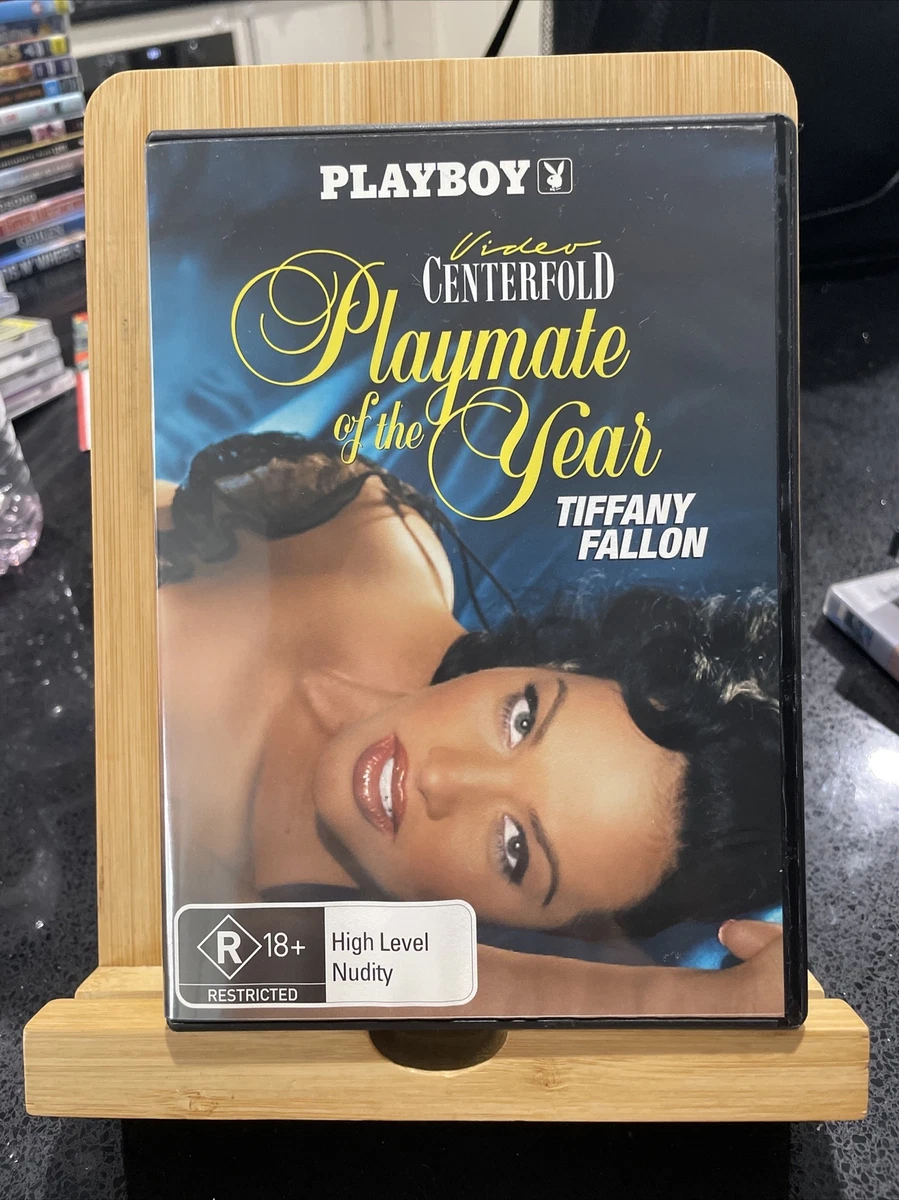 PLAYBOY
Video
CENTERFOLD
Playmate
of the Year
TIFFANY
FALLON
R 18+
RESTRICTED
High Level
Nudity